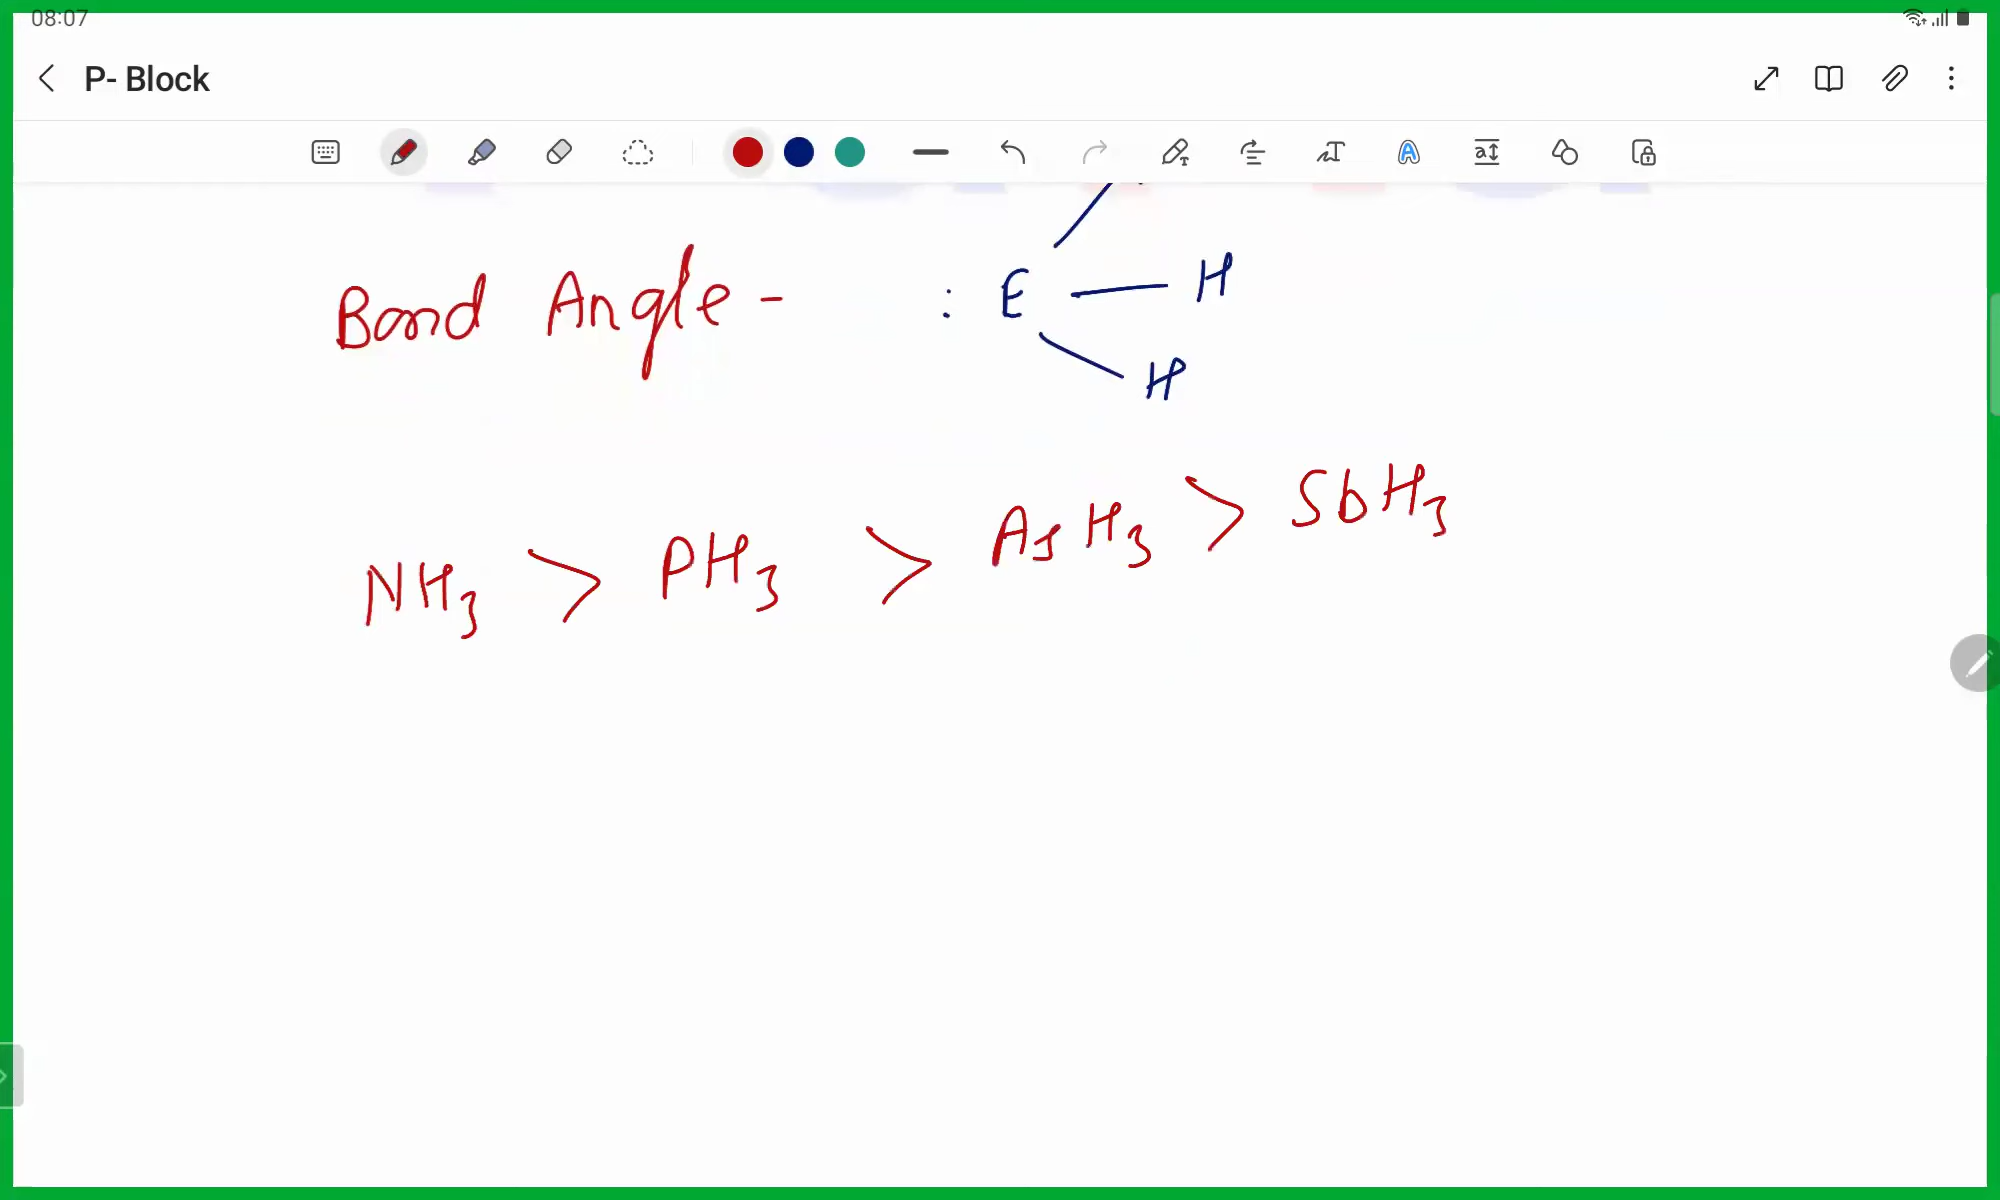 08:07
P- Block
Bond Angle - : E H
H
NH3 > PH3 > AsH3 > SbH3